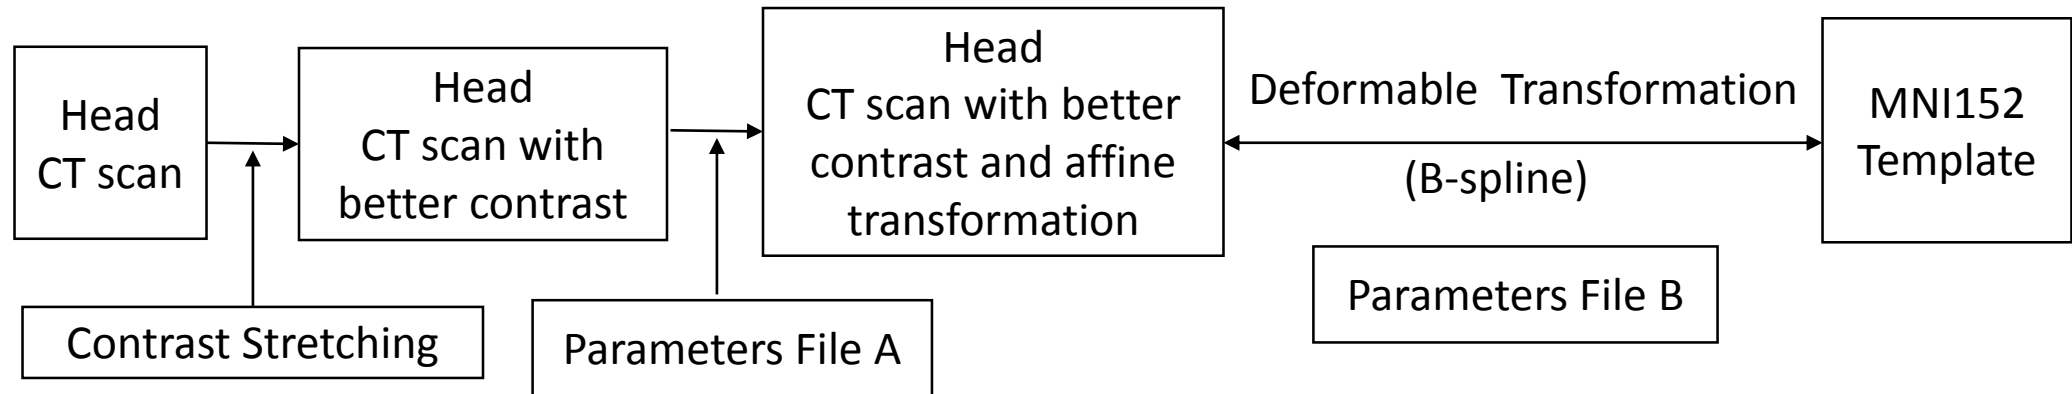 Head
CT scan
Head
CT scan with
better contrast
Head
CT scan with better
contrast and affine
transformation
Deformable Transformation
(B-spline)
MNI152
Template
Contrast Stretching
Parameters File A
Parameters File B